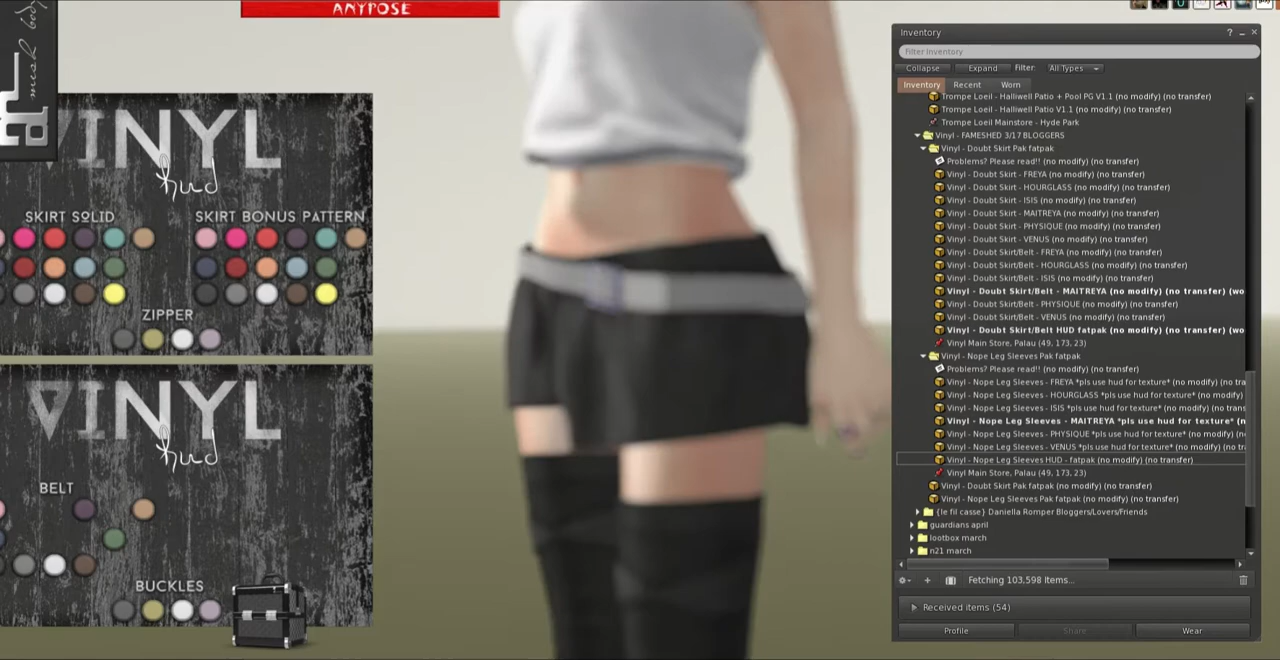 ANYPOSE
mesh body
VINYL
hud
SKIRT SOLID
SKIRT BONUS PATTERN
ZIPPER
VINYL
hud
BELT
BUCKLES
Inventory
? _ ×
Filter Inventory
Collapse Expand Filter: All Types
Inventory Recent Worn
Trompe Loeil - Halliwell Patio + Pool PG V1 1 (no modify) (no transfer)
Trompe Loeil - Halliwell Patio V1 1 (no modify) (no transfer)
Trompe Loeil Mainstore - Hyde Park
Vinyl - FAMESHED 3/17 BLOGGERS
Vinyl - Doubt Skirt Pak fatpak
Problems? Please read!! (no modify) (no transfer)
Vinyl - Doubt Skirt - FREYA (no modify) (no transfer)
Vinyl - Doubt Skirt - HOURGLASS (no modify) (no transfer)
Vinyl - Doubt Skirt - ISIS (no modify) (no transfer)
Vinyl - Doubt Skirt - MAITREYA (no modify) (no transfer)
Vinyl - Doubt Skirt - PHYSIQUE (no modify) (no transfer)
Vinyl - Doubt Skirt - VENUS (no modify) (no transfer)
Vinyl - Doubt Skirt/Belt - FREYA (no modify) (no transfer)
Vinyl - Doubt Skirt/Belt - HOURGLASS (no modify) (no transfer)
Vinyl - Doubt Skirt/Belt - ISIS (no modify) (no transfer)
Vinyl - Doubt Skirt/Belt - MAITREYA (no modify) (no transfer) (wo
Vinyl - Doubt Skirt/Belt - PHYSIQUE (no modify) (no transfer)
Vinyl - Doubt Skirt/Belt - VENUS (no modify) (no transfer)
Vinyl - Doubt Skirt/Belt HUD fatpak (no modify) (no transfer) (wo
Vinyl Main Store, Palau (49, 173, 23)
Vinyl - Nope Leg Sleeves Pak fatpak
Problems? Please read!! (no modify) (no transfer)
Vinyl - Nope Leg Sleeves - FREYA *pls use hud for texture* (no modify) (no tra
Vinyl - Nope Leg Sleeves - HOURGLASS *pls use hud for texture* (no modify)
Vinyl - Nope Leg Sleeves - ISIS *pls use hud for texture* (no modify) (no trans
Vinyl - Nope Leg Sleeves - MAITREYA *pls use hud for texture* (n
Vinyl - Nope Leg Sleeves - PHYSIQUE *pls use hud for texture* (no modify) (n
Vinyl - Nope Leg Sleeves - VENUS *pls use hud for texture* (no modify) (no tr
Vinyl - Nope Leg Sleeves HUD - fatpak (no modify) (no transfer)
Vinyl Main Store, Palau (49, 173, 23)
Vinyl - Doubt Skirt Pak fatpak (no modify) (no transfer)
Vinyl - Nope Leg Sleeves Pak fatpak (no modify) (no transfer)
{le fil casse} Daniella Romper Bloggers/Lovers/Friends
guardians april
lootbox march
n21 march
Fetching 103,598 Items...
Received items (54)
Profile Share Wear